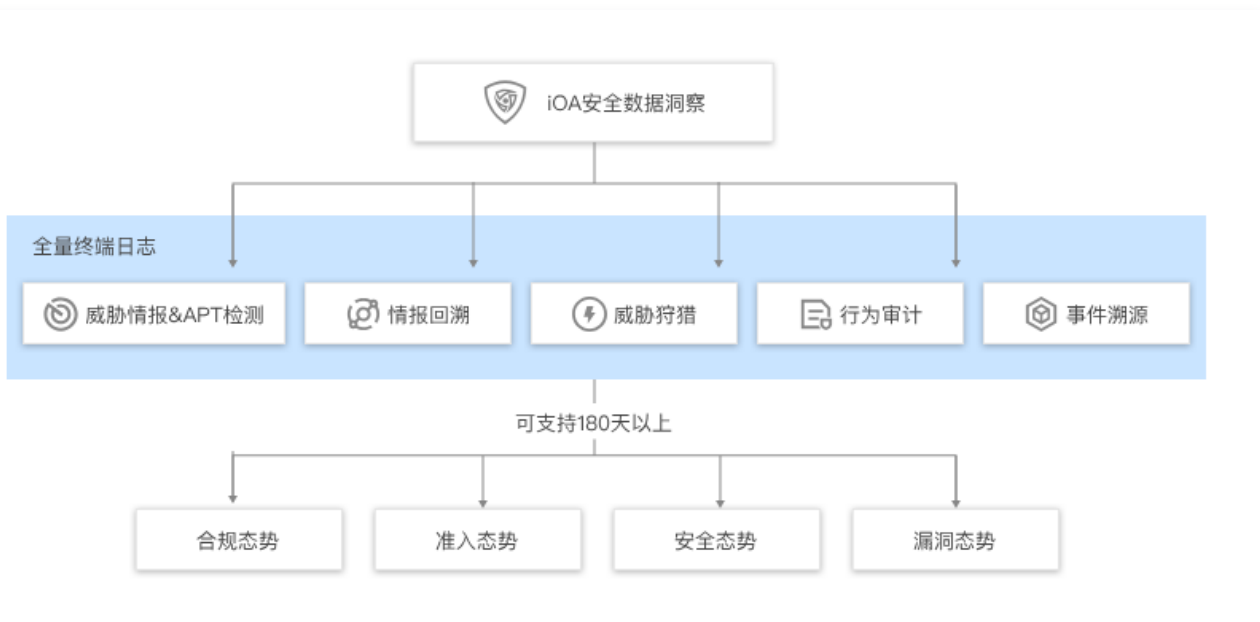 iOA安全数据洞察
全量终端日志
威胁情报&APT检测
情报回溯
威胁狩猎
行为审计
事件溯源
可支持180天以上
合规态势
准入态势
安全态势
漏洞态势